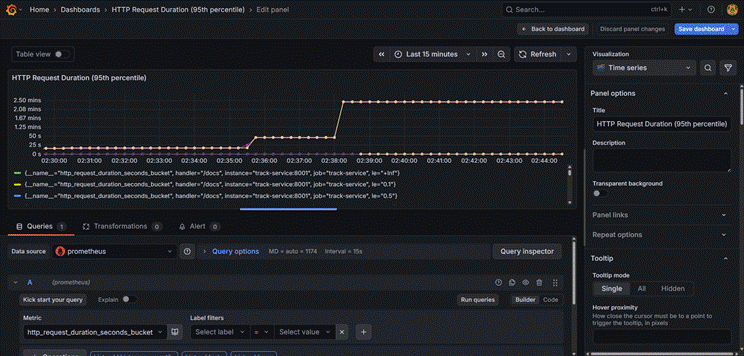 Home › Dashboards › HTTP Request Duration (95th percentile) › Edit panel
Search... ctrl+k
Back to dashboard Discard panel changes Save dashboard
Table view Last 15 minutes Refresh
Visualization
Time series
HTTP Request Duration (95th percentile)
Panel options
2.50 mins
2.08 mins
1.67 mins
1.25 mins
50 s
25 s
0 s
02:30:00 02:31:00 02:32:00 02:33:00 02:34:00 02:35:00 02:36:00 02:37:00 02:38:00 02:39:00 02:40:00 02:41:00 02:42:00 02:43:00 02:44:00
{__name__="http_request_duration_seconds_bucket", handler="/docs", instance="track-service:8001", job="track-service", le="+Inf"}
{__name__="http_request_duration_seconds_bucket", handler="/docs", instance="track-service:8001", job="track-service", le="0.1"}
{__name__="http_request_duration_seconds_bucket", handler="/docs", instance="track-service:8001", job="track-service", le="0.5"}
Title
HTTP Request Duration (95th percentile)
Description
Transparent background
Panel links
Repeat options
Queries 1 Transformations 0 Alert 0
Data source prometheus Query options MD = auto = 1174 Interval = 15s Query inspector
A (prometheus)
Kick start your query Explain Run queries Builder Code
Metric Label filters
http_request_duration_seconds_bucket Select label = Select value
Tooltip
Tooltip mode
Single All Hidden
Hover proximity
How close the cursor must be to a point to
trigger the tooltip, in pixels